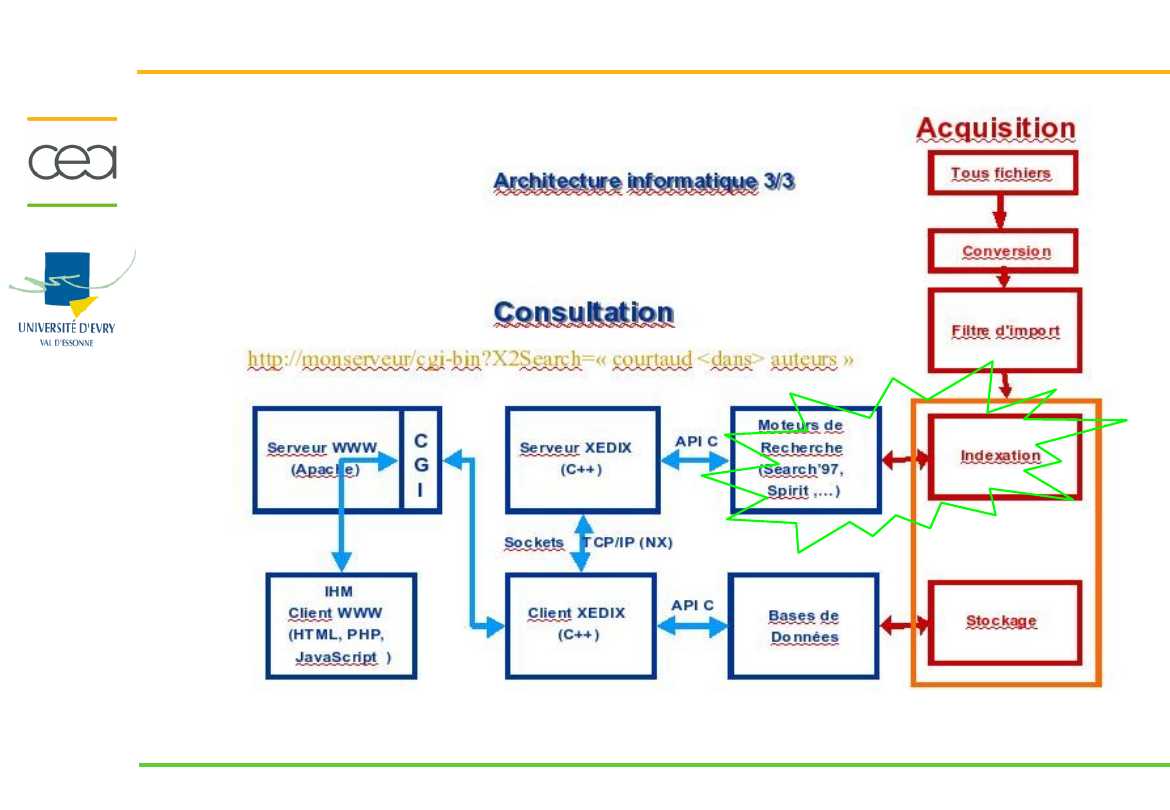 cea
UNIVERSITÉ D'EVRY
VAL D'ESSONNE
Architecture informatique 3/3
Consultation
http://monserveur/cgi-bin?X2Search=« courtaud <dans> auteurs »
Acquisition
Tous fichiers
Conversion
Filtre d'import
Indexation
Stockage
Serveur WWW
(Apache)
C
G
I
Serveur XEDIX
(C++)
API C
Moteurs de
Recherche
(Search'97,
Spirit ,...)
Sockets TCP/IP (NX)
IHM
Client WWW
(HTML, PHP,
JavaScript )
Client XEDIX
(C++)
API C
Bases de
Données